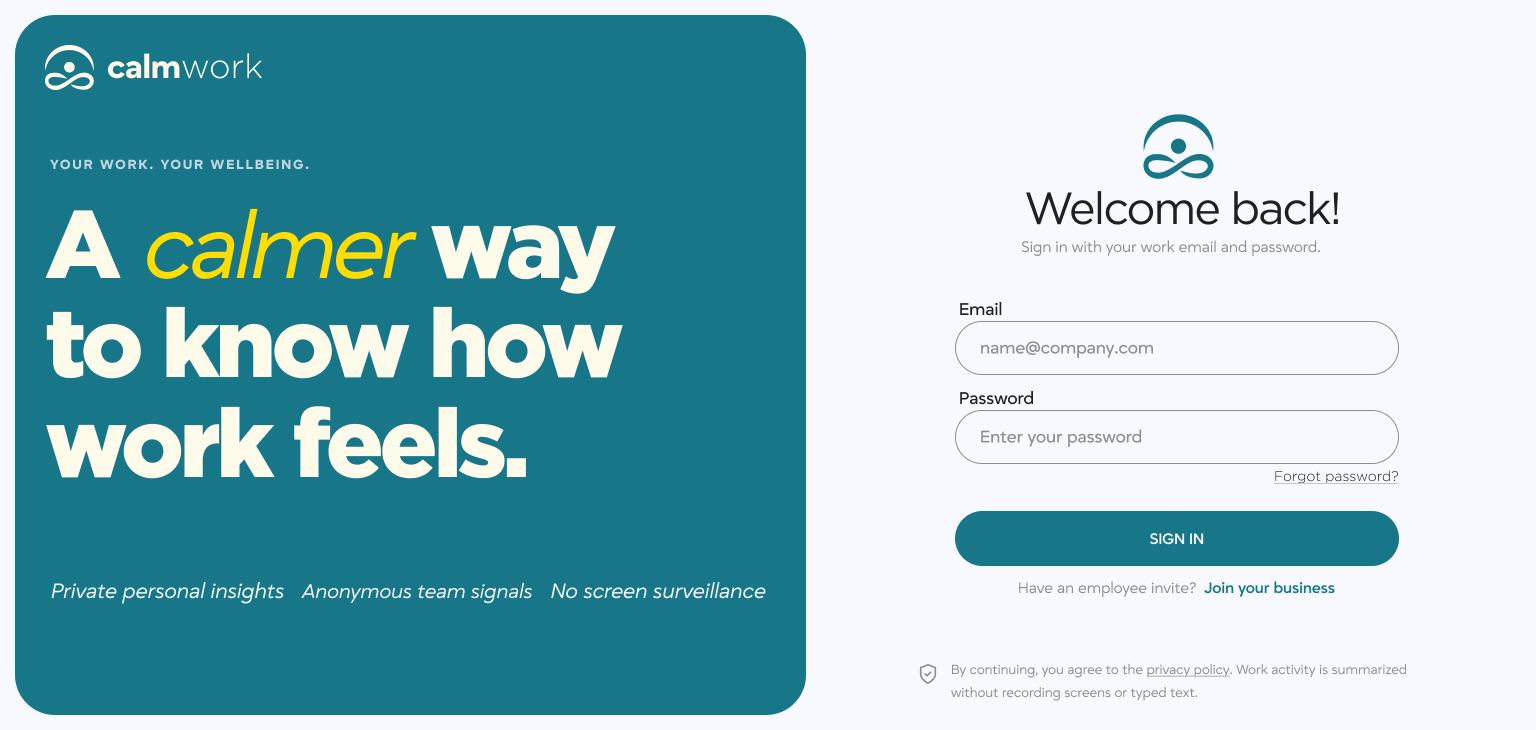 calmwork
YOUR WORK. YOUR WELLBEING.
A calmer way
to know how
work feels.
Private personal insights Anonymous team signals No screen surveillance
Welcome back!
Sign in with your work email and password.
Email
name@company.com
Password
Enter your password
Forgot password?
SIGN IN
Have an employee invite? Join your business
By continuing, you agree to the privacy policy. Work activity is summarized
without recording screens or typed text.